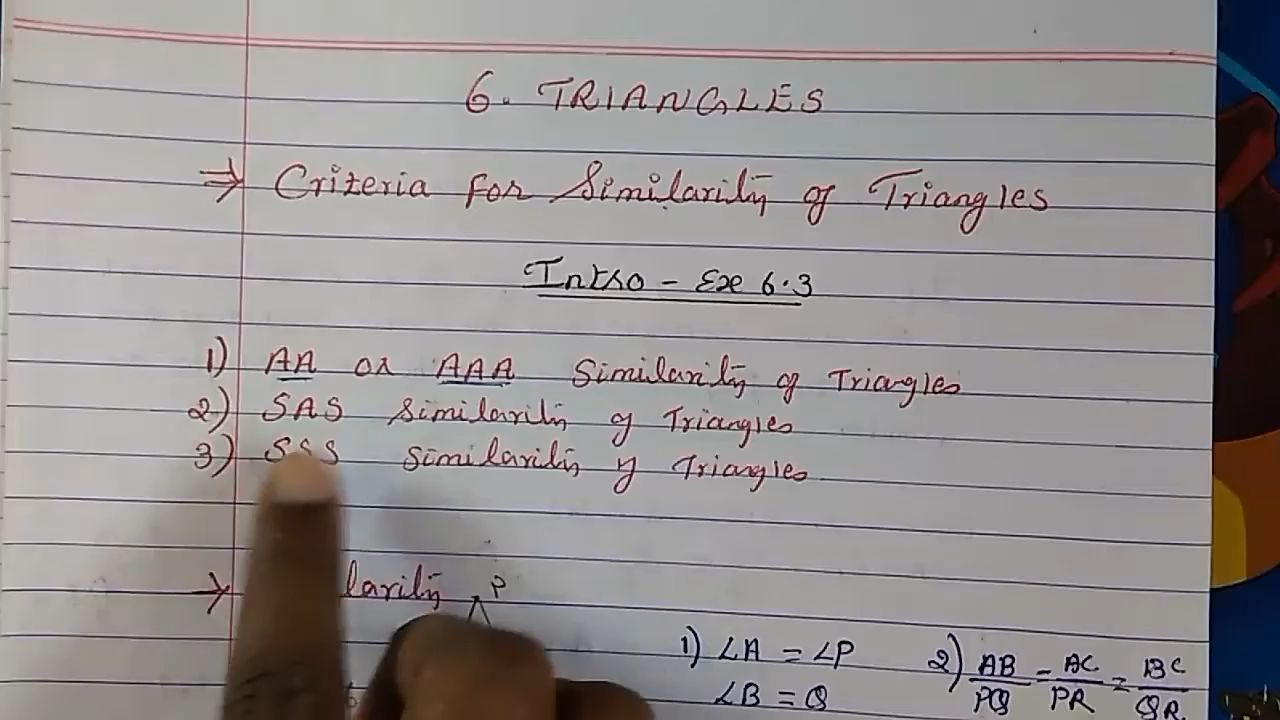 6. TRIANGLES
⇒ Criteria for Similarity of Triangles
Intro - Exe 6.3
1) AA or AAA Similarity of Triangles
2) SAS Similarity of Triangles
3) SSS Similarity of Triangles
→ larity P
1) ∠A = ∠P 2) AB/PQ = AC/PR = BC/QR
∠B = Q